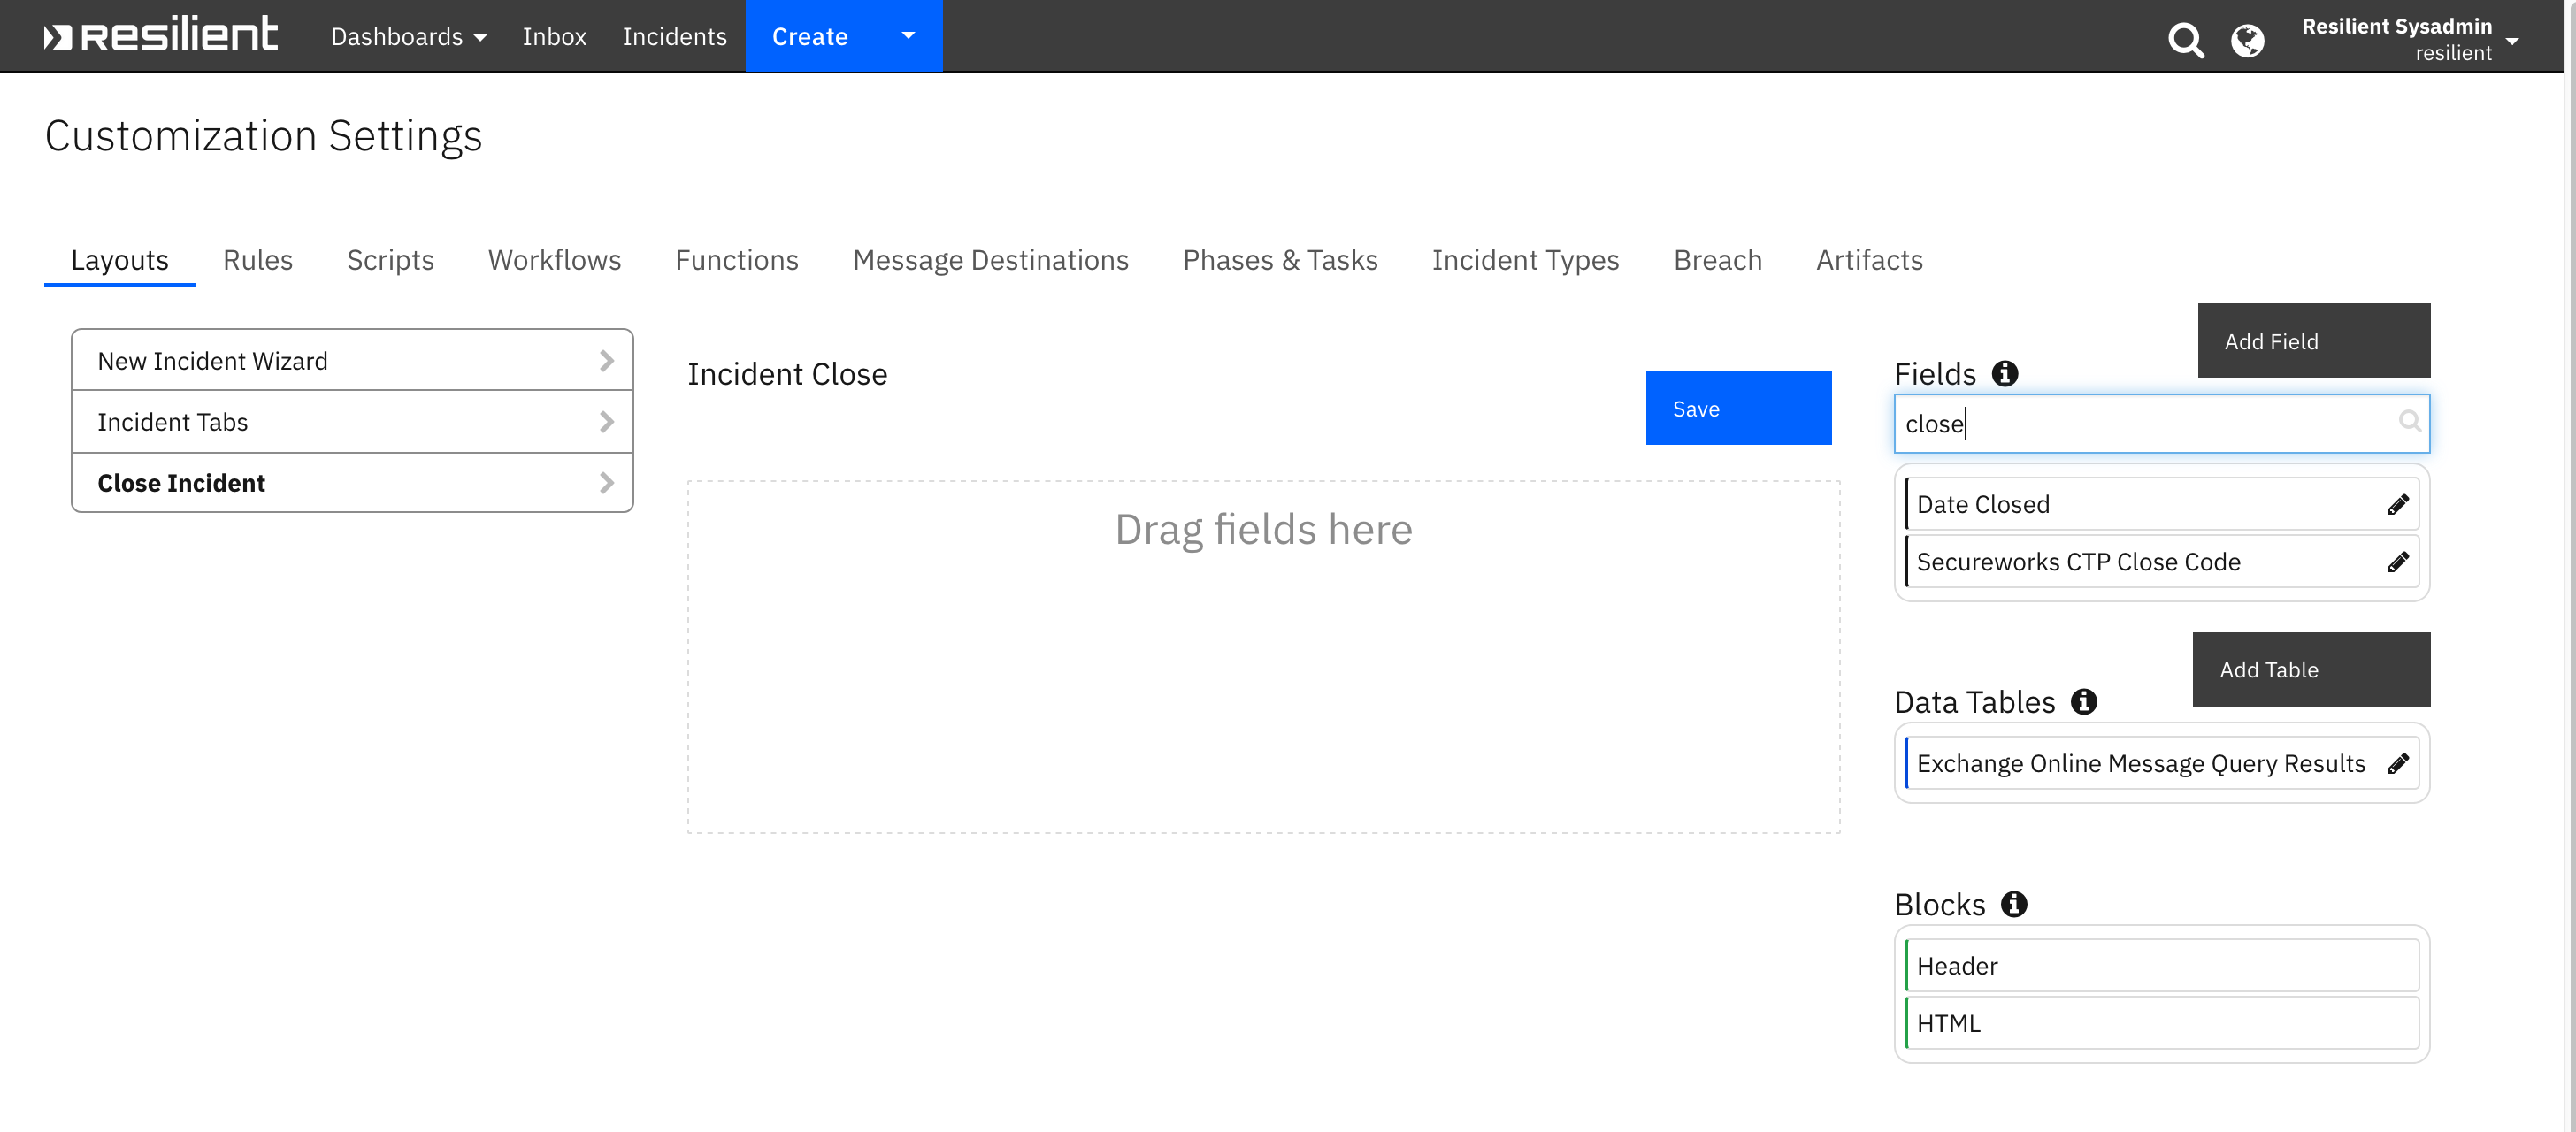 resilient Dashboards Inbox Incidents Create Resilient Sysadmin
resilient
Customization Settings
Layouts Rules Scripts Workflows Functions Message Destinations Phases & Tasks Incident Types Breach Artifacts
New Incident Wizard
Incident Tabs
Close Incident
Incident Close
Save
Drag fields here
Add Field
Fields
close
Date Closed
Secureworks CTP Close Code
Add Table
Data Tables
Exchange Online Message Query Results
Blocks
Header
HTML